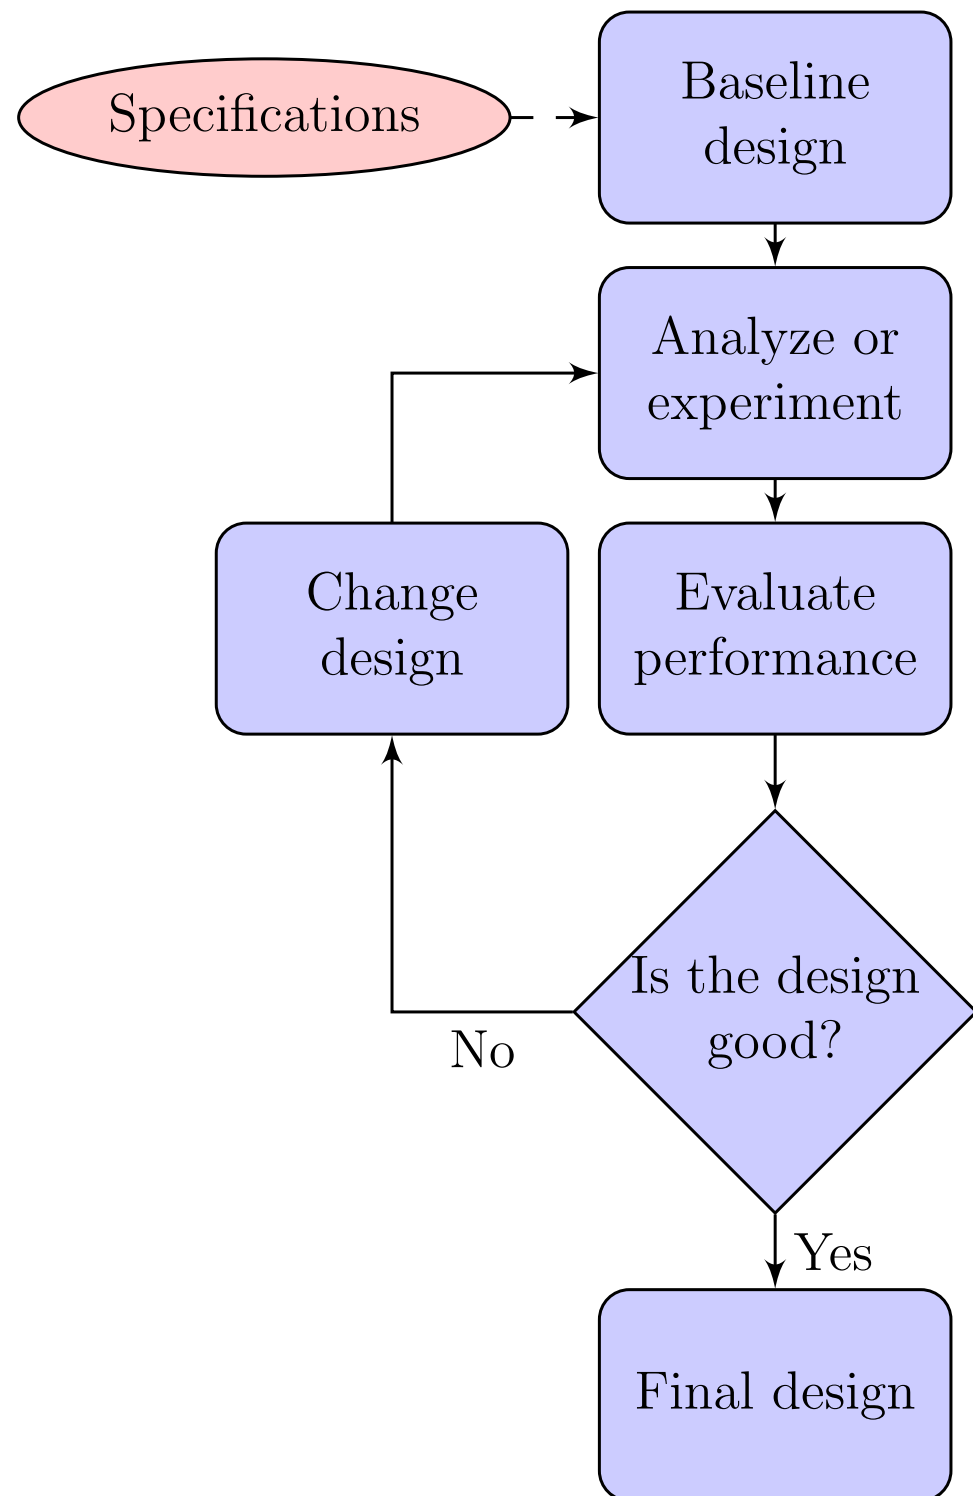 Specifications
Baseline
design
Analyze or
experiment
Change
design
Evaluate
performance
Is the design
good?
No
Yes
Final design